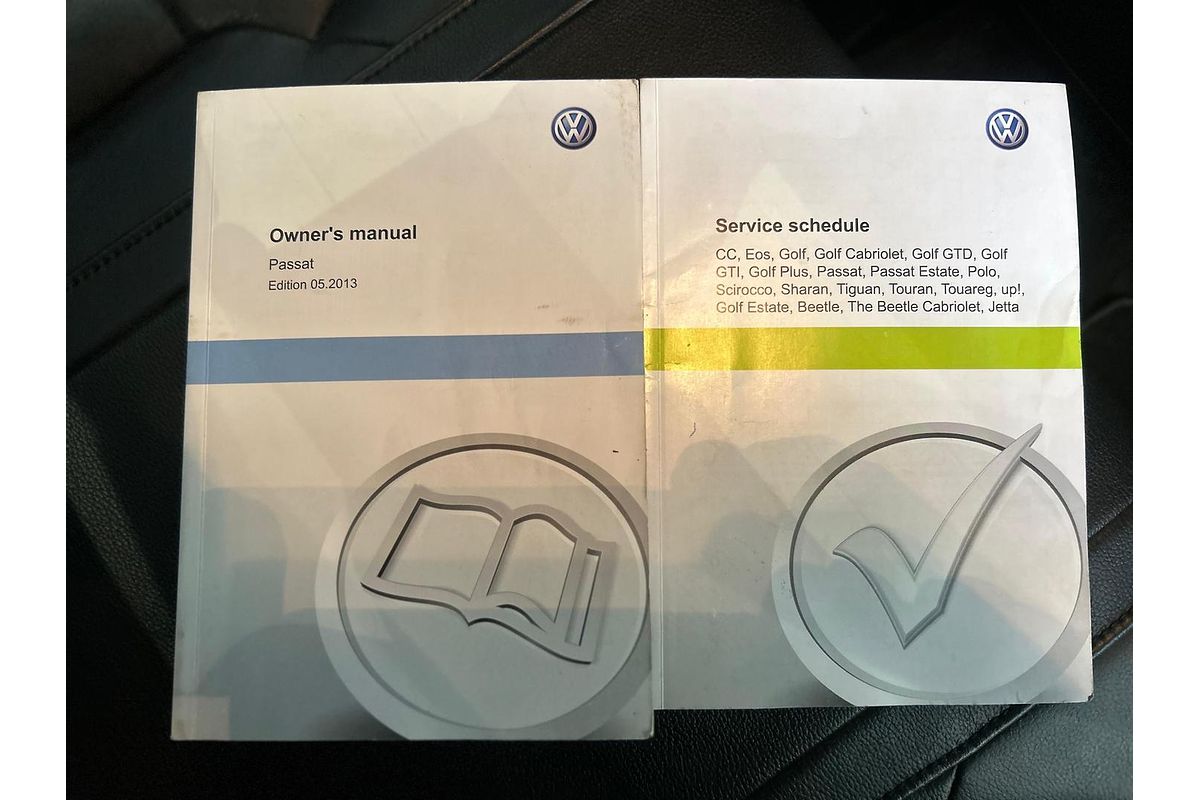 Owner's manual
Passat
Edition 05.2013
Service schedule
CC, Eos, Golf, Golf Cabriolet, Golf GTD, Golf
GTI, Golf Plus, Passat, Passat Estate, Polo,
Scirocco, Sharan, Tiguan, Touran, Touareg, up!,
Golf Estate, Beetle, The Beetle Cabriolet, Jetta